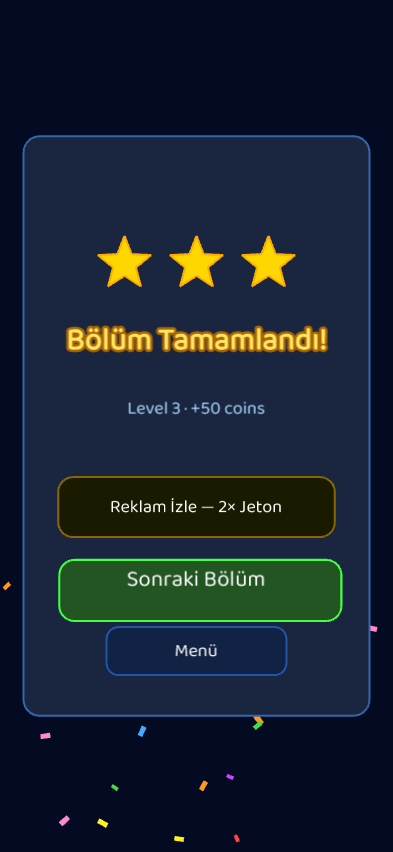 Bölüm Tamamlandı!
Level 3 · +50 coins
Reklam İzle — 2× Jeton
Sonraki Bölüm
Menü